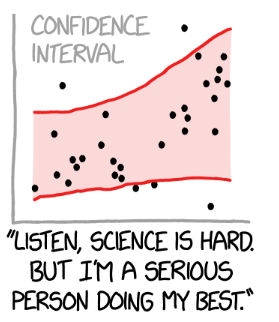 CONFIDENCE
INTERVAL
"LISTEN, SCIENCE IS HARD.
BUT I'M A SERIOUS
PERSON DOING MY BEST."